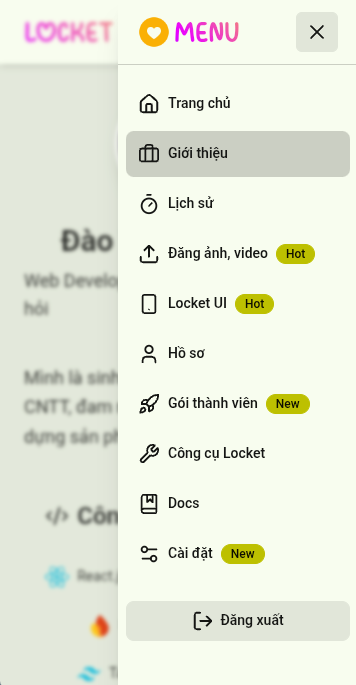 LOCKET
MENU
Trang chủ
Giới thiệu
Lịch sử
Đào
Đăng ảnh, video Hot
Web Develo
hỏi
Locket UI Hot
Hồ sơ
Mình là sinh
Gói thành viên New
CNTT, đam
dựng sản ph
Công cụ Locket
Docs
</> Côn
Cài đặt New
React
Đăng xuất